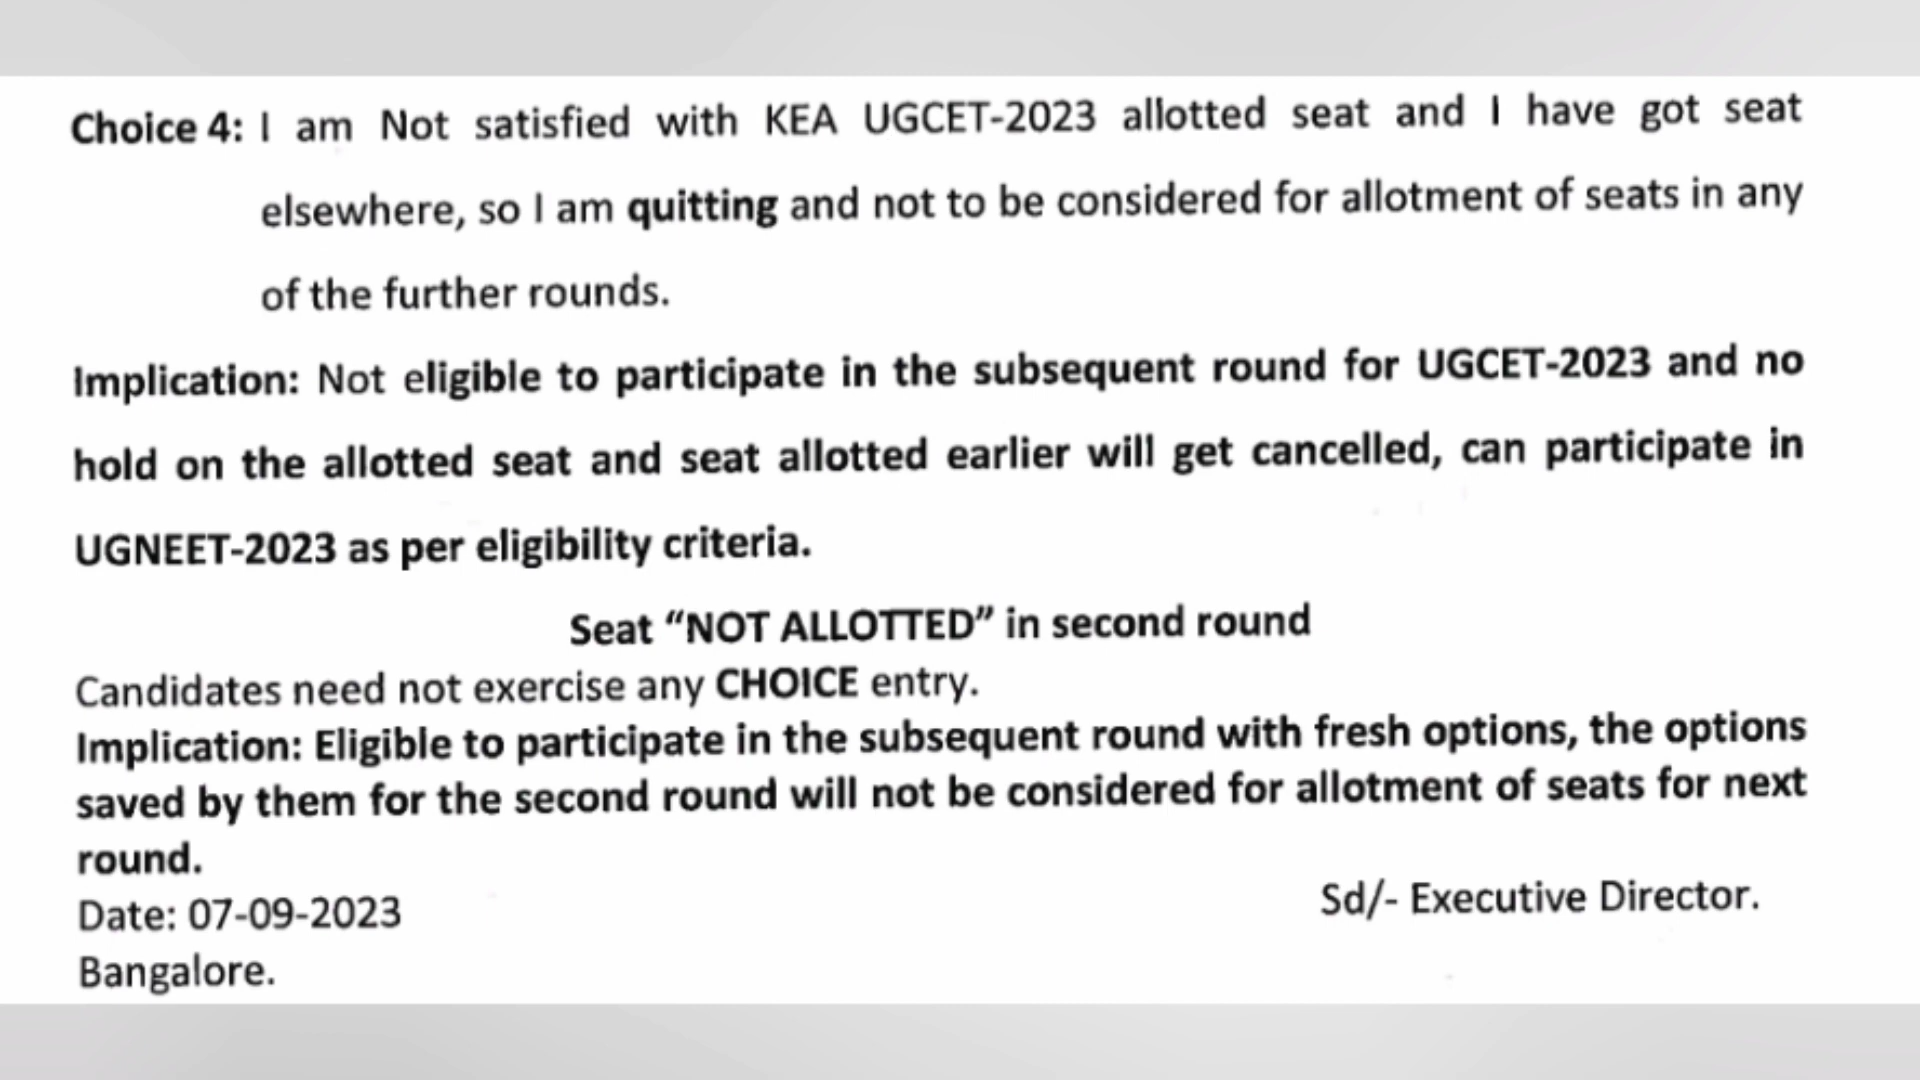 Choice 4: I am Not satisfied with KEA UGCET-2023 allotted seat and I have got seat
elsewhere, so I am quitting and not to be considered for allotment of seats in any
of the further rounds.
Implication: Not eligible to participate in the subsequent round for UGCET-2023 and no
hold on the allotted seat and seat allotted earlier will get cancelled, can participate in
UGNEET-2023 as per eligibility criteria.
Seat “NOT ALLOTTED” in second round
Candidates need not exercise any CHOICE entry.
Implication: Eligible to participate in the subsequent round with fresh options, the options
saved by them for the second round will not be considered for allotment of seats for next
round.
Date: 07-09-2023
Sd/- Executive Director.
Bangalore.